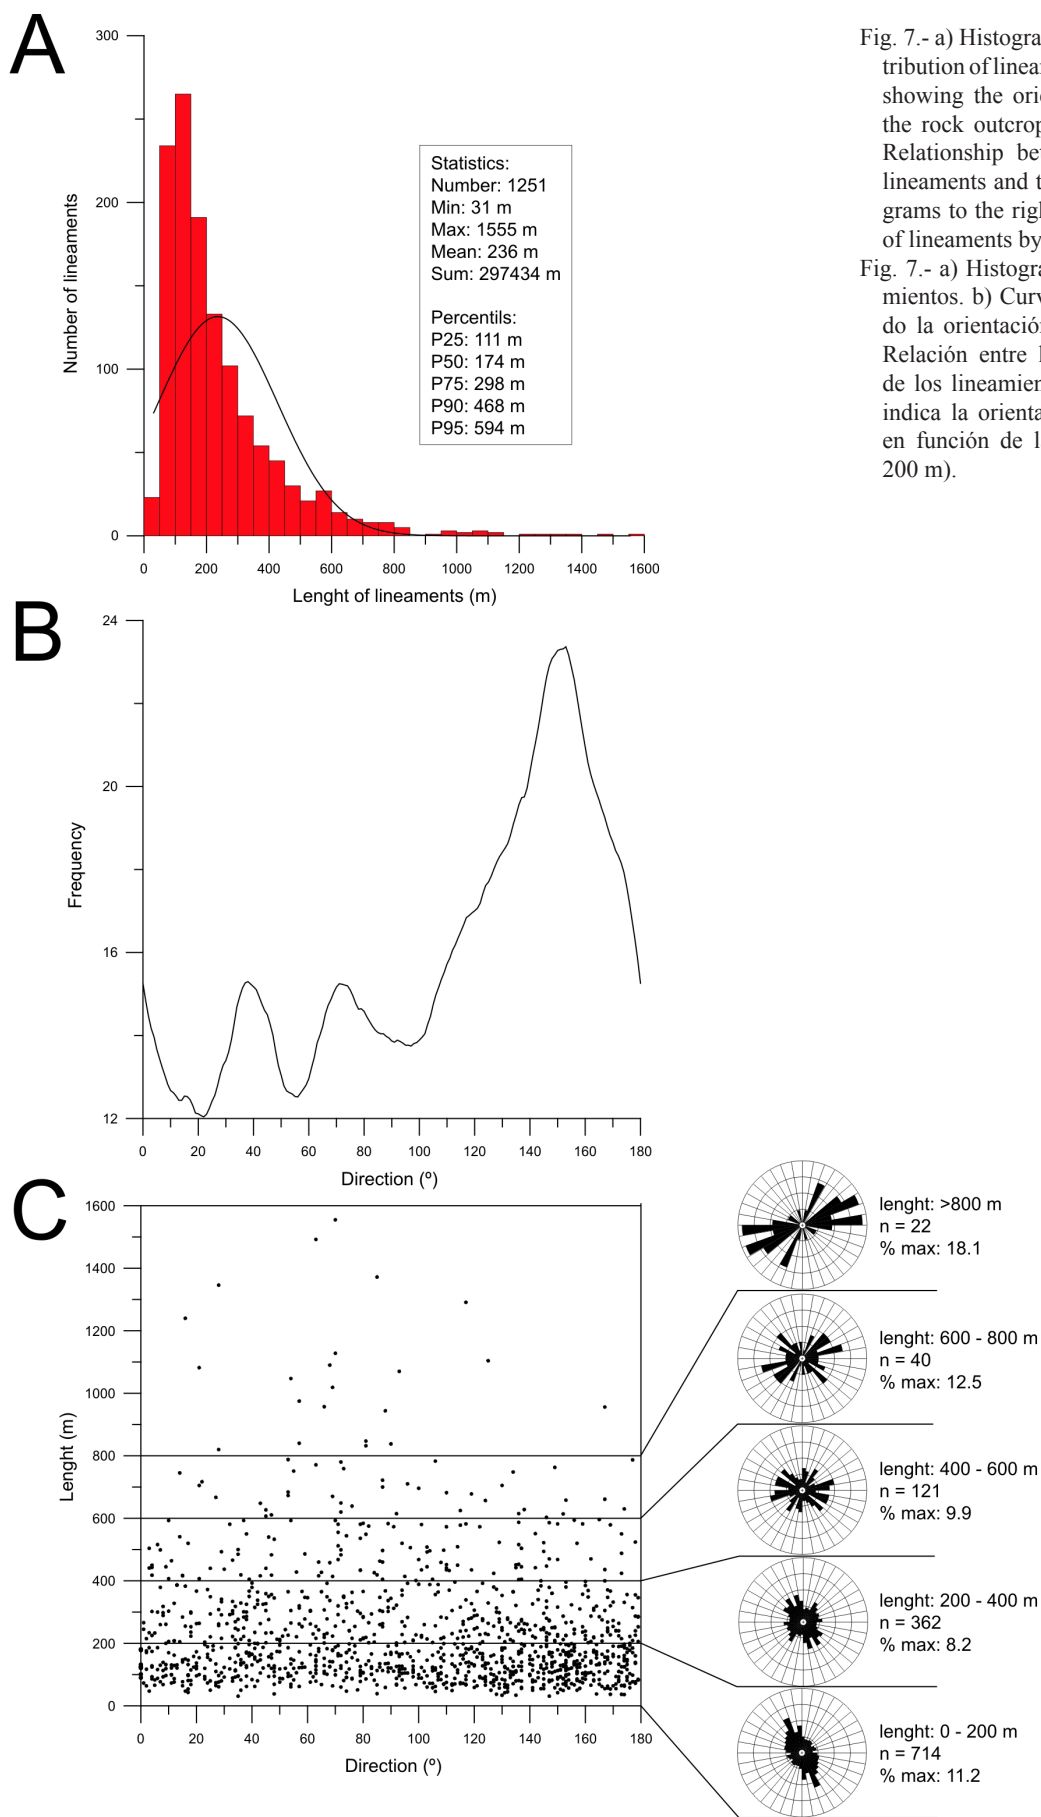 A
300
200
100
0
Number of lineaments
0 200 400 600 800 1000 1200 1400 1600
Lenght of lineaments (m)
Statistics:
Number: 1251
Min: 31 m
Max: 1555 m
Mean: 236 m
Sum: 297434 m
Percentils:
P25: 111 m
P50: 174 m
P75: 298 m
P90: 468 m
P95: 594 m
Fig. 7.- a) Histogra
tribution of linea
showing the orie
the rock outcrop
Relationship bev
lineaments and t
grams to the righ
of lineaments by
Fig. 7.- a) Histogra
mientos. b) Curv
do la orientación
Relación entre l
de los lineamien
indica la orienta
en función de l
200 m).
B
24
20
16
12
Frequency
0 20 40 60 80 100 120 140 160 180
Direction (º)
C
1600
1400
1200
1000
800
600
400
200
0
Lenght (m)
0 20 40 60 80 100 120 140 160 180
Direction (º)
lenght: >800 m
n = 22
% max: 18.1
lenght: 600 - 800 m
n = 40
% max: 12.5
lenght: 400 - 600 m
n = 121
% max: 9.9
lenght: 200 - 400 m
n = 362
% max: 8.2
lenght: 0 - 200 m
n = 714
% max: 11.2